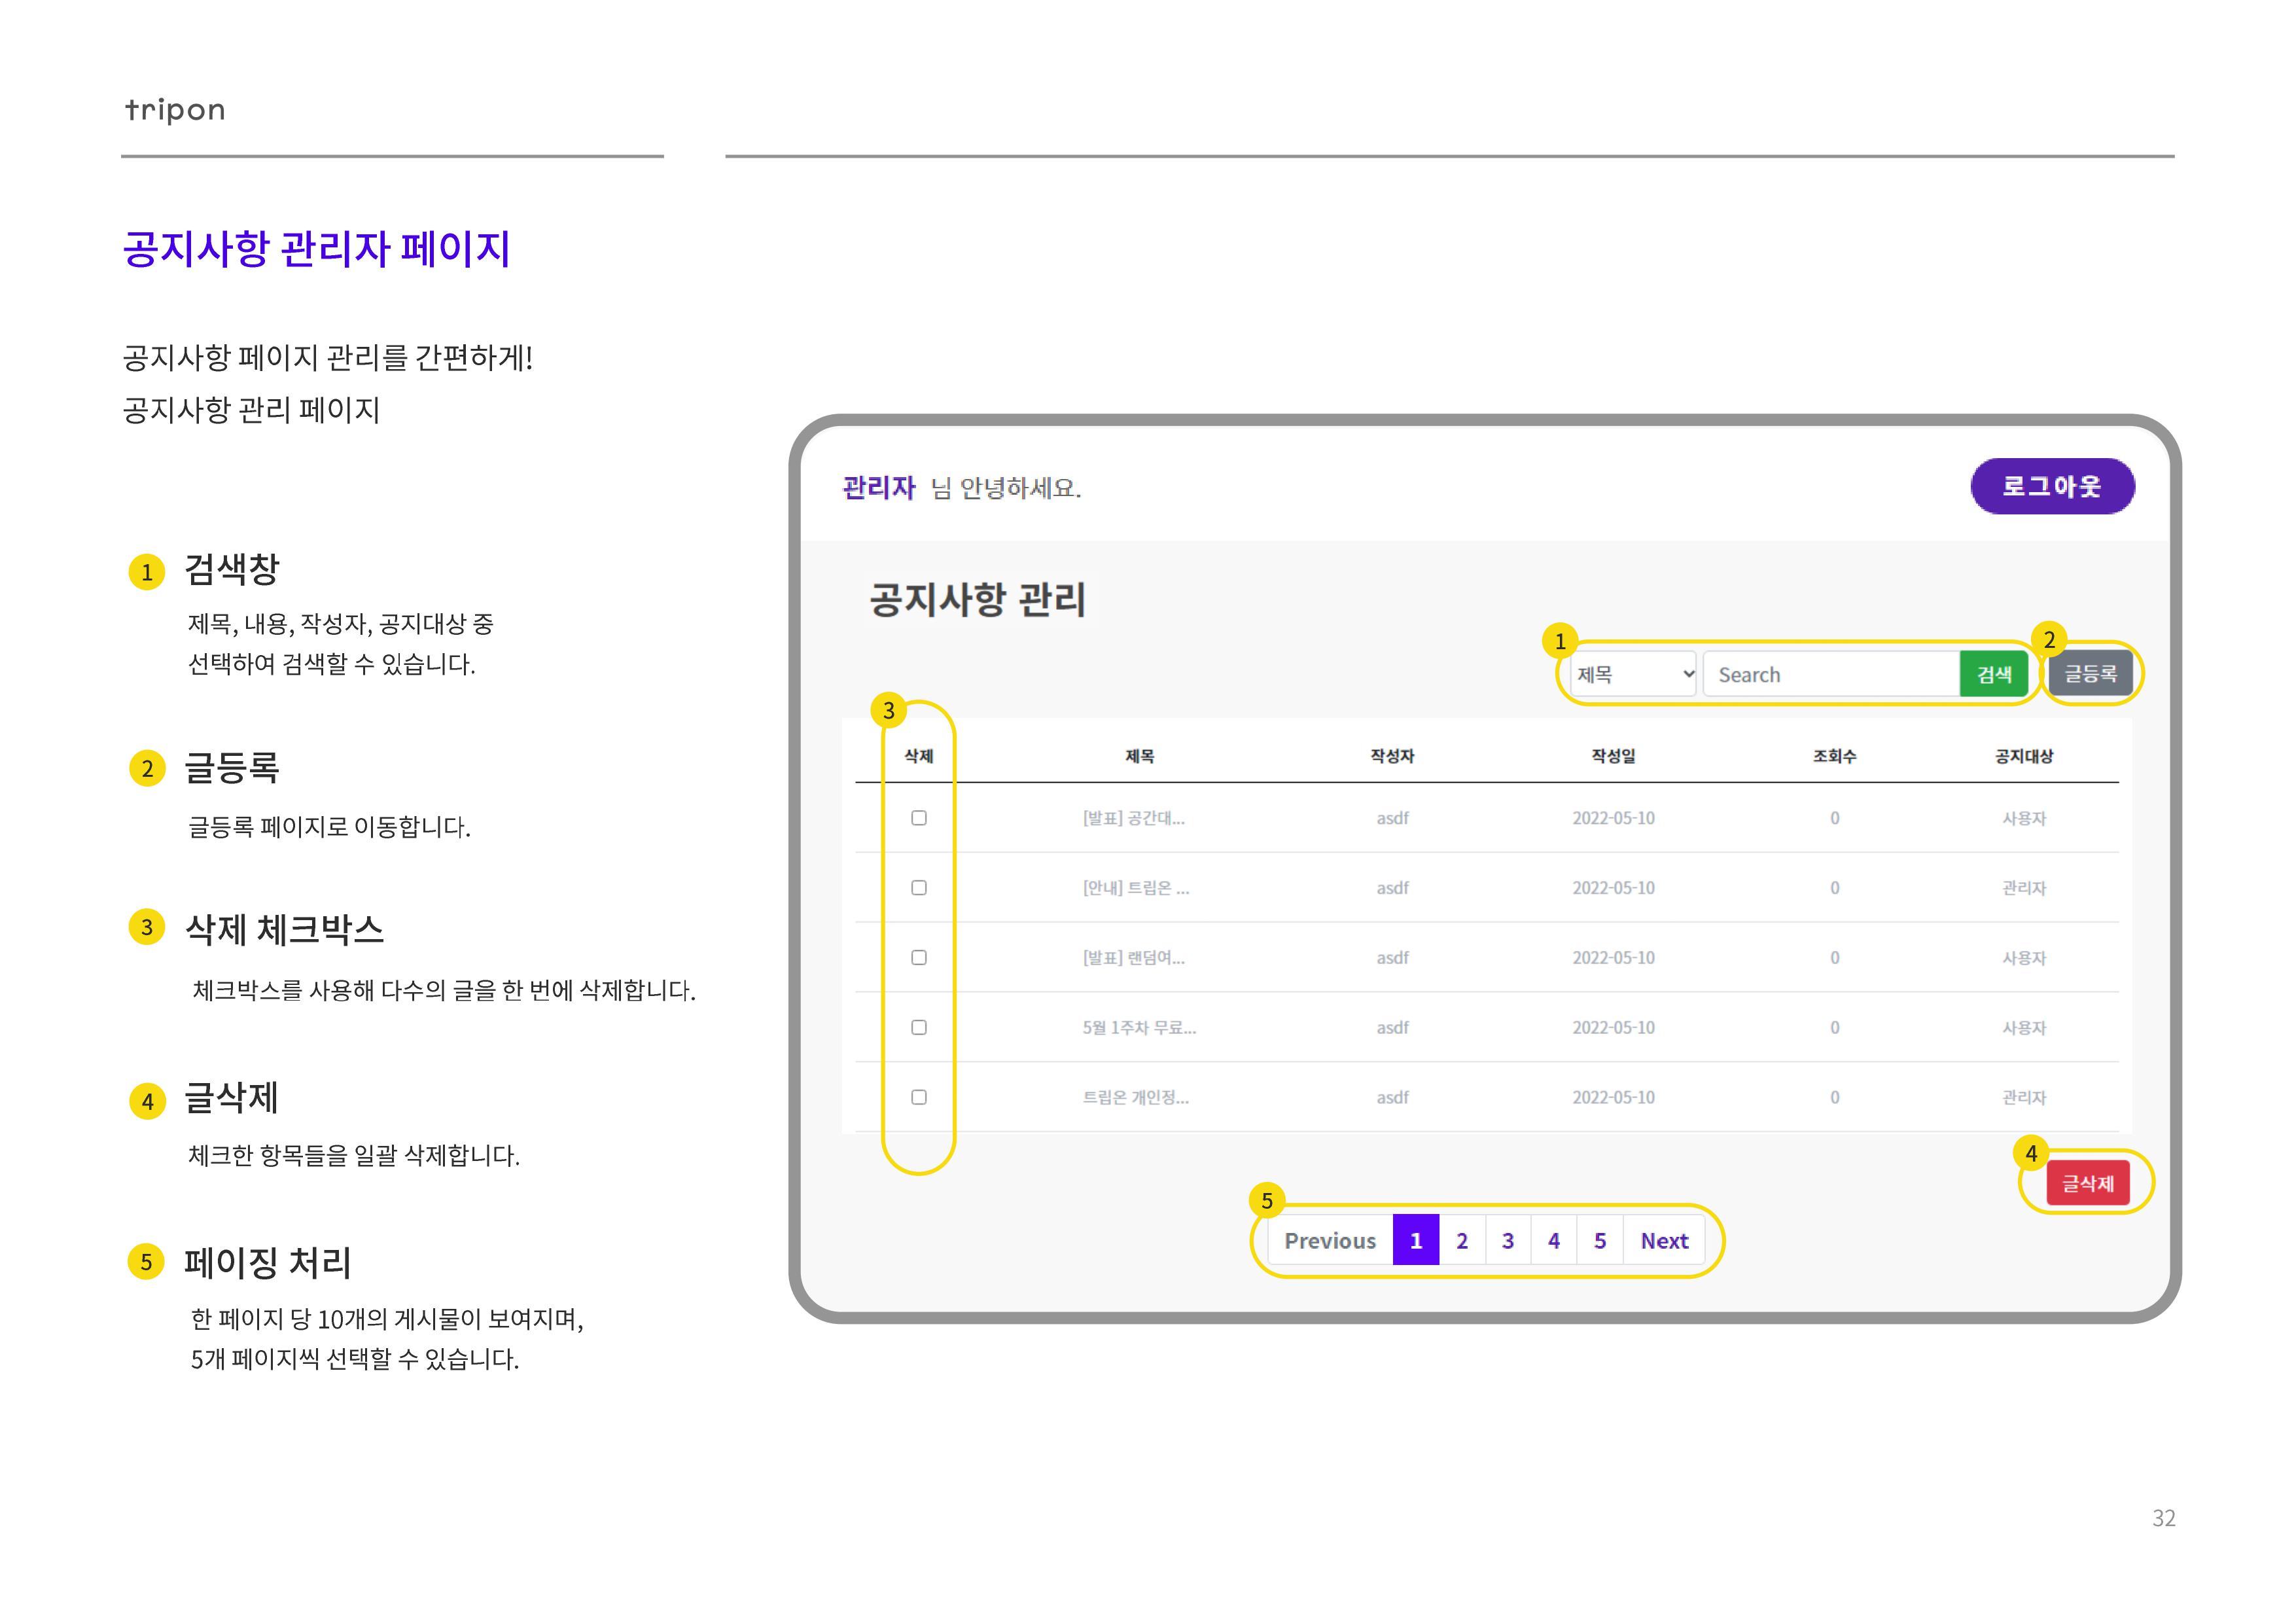 tripon
공지사항 관리자 페이지
공지사항 페이지 관리를 간편하게!
공지사항 관리 페이지
1 검색창
제목, 내용, 작성자, 공지대상 중
선택하여 검색할 수 있습니다.
2 글등록
글등록 페이지로 이동합니다.
3 삭제 체크박스
체크박스를 사용해 다수의 글을 한 번에 삭제합니다.
4 글삭제
체크한 항목들을 일괄 삭제합니다.
5 페이징 처리
한 페이지 당 10개의 게시물이 보여지며,
5개 페이지씩 선택할 수 있습니다.
관리자 님 안녕하세요. 로그아웃
공지사항 관리
1 2
제목 Search 검색 글등록
3
삭제 제목 작성자 작성일 조회수 공지대상
[발표] 공간대... asdf 2022-05-10 0 사용자
[안내] 트립온 ... asdf 2022-05-10 0 관리자
[발표] 랜덤여... asdf 2022-05-10 0 사용자
5월 1주차 무료... asdf 2022-05-10 0 사용자
트립온 개인정... asdf 2022-05-10 0 관리자
4
글삭제
5
Previous 1 2 3 4 5 Next
32